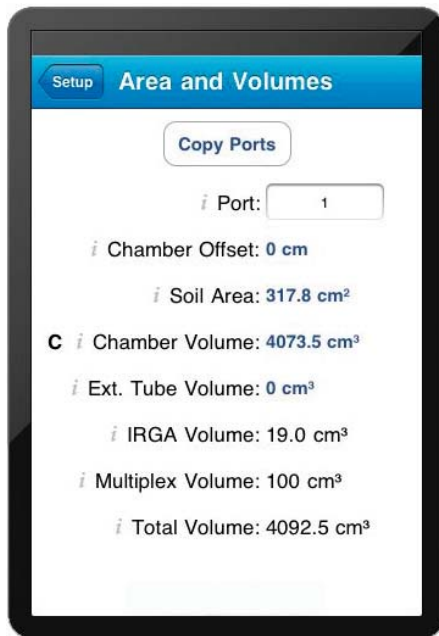 Setup
Area and Volumes
Copy Ports
i Port: 1
i Chamber Offset: 0 cm
i Soil Area: 317.8 cm²
C i Chamber Volume: 4073.5 cm³
i Ext. Tube Volume: 0 cm³
i IRGA Volume: 19.0 cm³
i Multiplex Volume: 100 cm³
i Total Volume: 4092.5 cm³